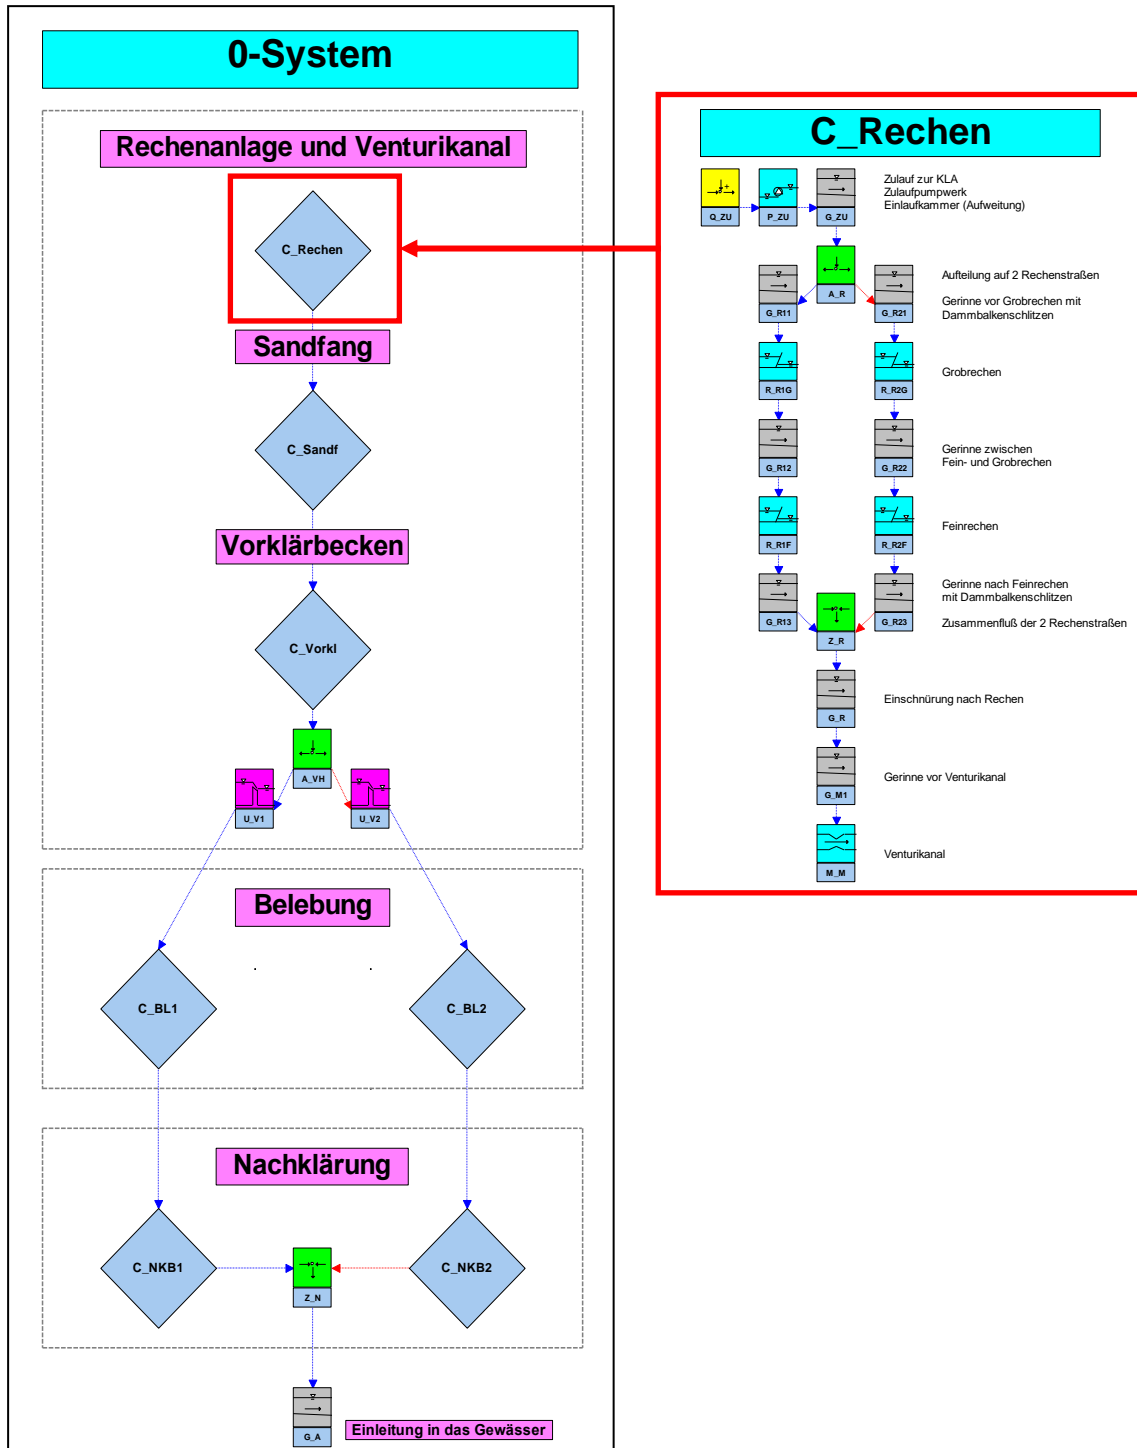 0-System
Rechenanlage und Venturikanal
C_Rechen
Sandfang
C_Sandf
Vorklärbecken
C_Vorkl
A_VH
U_V1
U_V2
Belebung
C_BL1
C_BL2
Nachklärung
C_NKB1
C_NKB2
Z_N
G_A
Einleitung in das Gewässer
C_Rechen
Q_ZU
P_ZU
G_ZU
Zulauf zur KLA
Zulaufpumpwerk
Einlaufkammer (Aufweitung)
A_R
Aufteilung auf 2 Rechenstraßen
G_R11
G_R21
Gerinne vor Grobrechen mit
Dammbalkenschlitzen
R_R1G
R_R2G
Grobrechen
G_R12
G_R22
Gerinne zwischen
Fein- und Grobrechen
R_R1F
R_R2F
Feinrechen
G_R13
G_R23
Gerinne nach Feinrechen
mit Dammbalkenschlitzen
Z_R
Zusammenfluß der 2 Rechenstraßen
G_R
Einschnürung nach Rechen
G_M1
Gerinne vor Venturikanal
M_M
Venturikanal